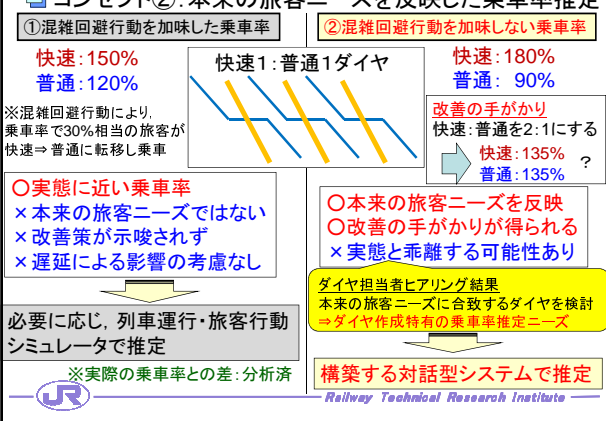 コンセプト②：本来の旅客ニーズを反映した乗車率推定
①混雑回避行動を加味した乗車率
快速：150%
普通：120%
※混雑回避行動により,
乗車率で30%相当の旅客が
快速⇒普通に転移し乗車
快速1：普通1ダイヤ
○実態に近い乗車率
×本来の旅客ニーズではない
×改善策が示唆されず
×遅延による影響の考慮なし
必要に応じ，列車運行・旅客行動
シミュレータで推定
※実際の乗車率との差：分析済
②混雑回避行動を加味しない乗車率
快速：180%
普通： 90%
改善の手がかり
快速：普通を2：1にする
快速：135%
普通：135%
？
○本来の旅客ニーズを反映
○改善の手がかりが得られる
×実態と乖離する可能性あり
ダイヤ担当者ヒアリング結果
本来の旅客ニーズに合致するダイヤを検討
⇒ダイヤ作成特有の乗車率推定ニーズ
構築する対話型システムで推定
JR
Railway Technical Research Institute